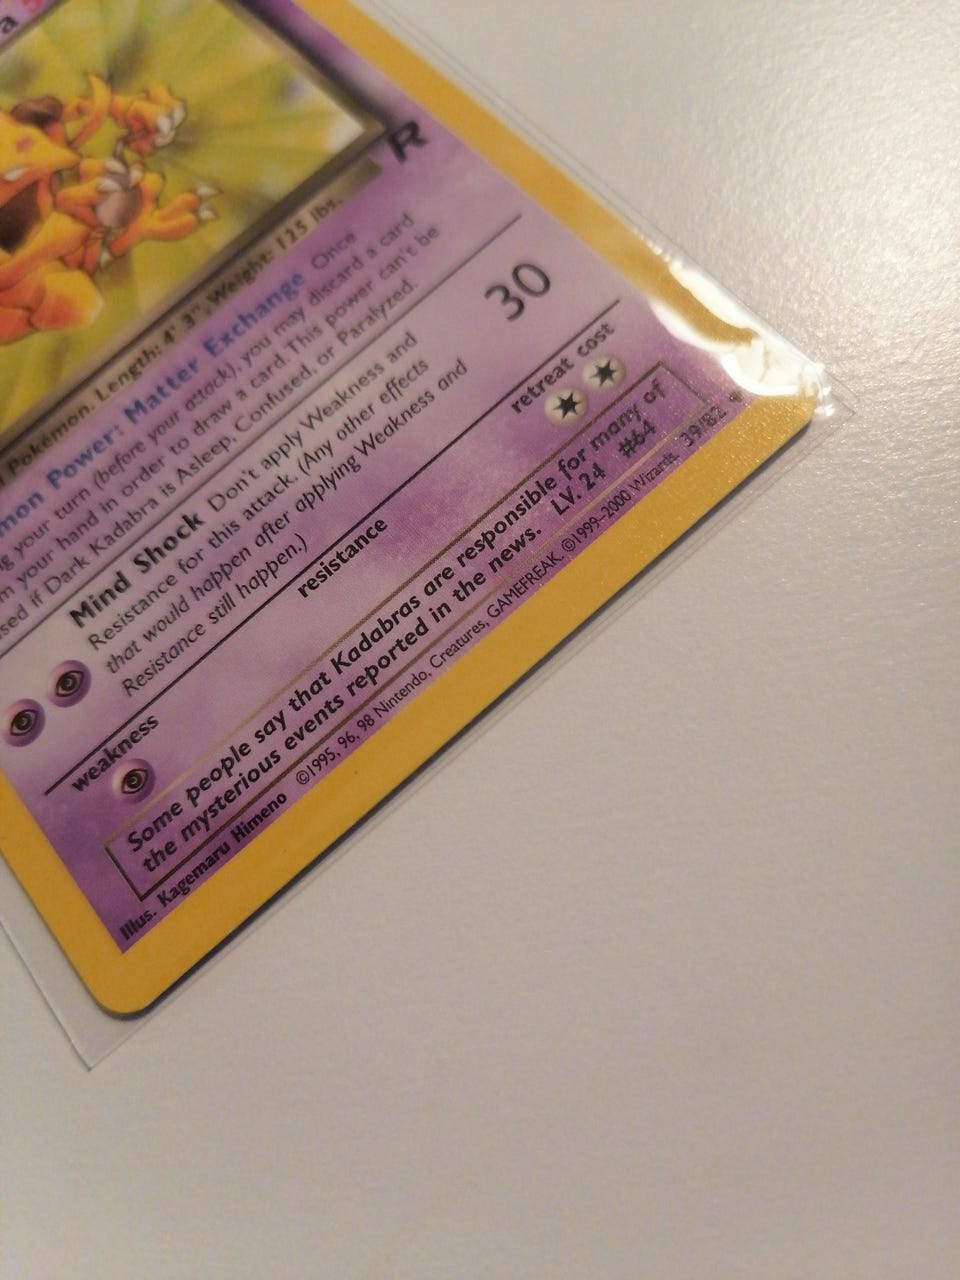 a
R
Pokémon. Length: 4' 3", Weight: 125 lbs.
mon Power: Matter Exchange Once
g your turn (before your attack), you may discard a card
m your hand in order to draw a card. This power can't be
sed if Dark Kadabra is Asleep, Confused, or Paralyzed.
Mind Shock Don't apply Weakness and
Resistance for this attack. (Any other effects
that would happen after applying Weakness and
Resistance still happen.)
30
weakness
resistance
retreat cost
Some people say that Kadabras are responsible for many of
the mysterious events reported in the news. LV. 24 #64
Illus. Kagemaru Himeno ©1995, 96, 98 Nintendo, Creatures, GAMEFREAK. ©1999-2000 Wizards. 39/82